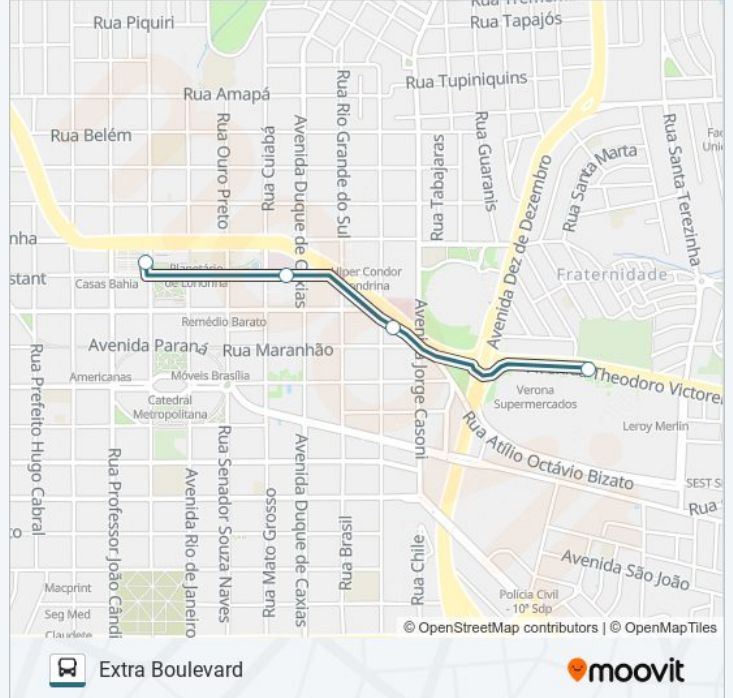 Rua Piquiri
Rua Tapajós
Rua Tupiniquins
Rua Amapá
Rua Belém
Rua Ouro Preto
Rua Cuiabá
Avenida Duque de Caxias
Rua Rio Grande do Sul
Rua Tabajaras
Rua Guaranis
Avenida Dez de Dezembro
Rua Santa Marta
Rua Santa Terezinha
nha
stant
Casas Bahia
Planetário
de Londrina
Hiper Condor
Londrina
Fraternidade
Remédio Barato
Avenida Paraná
Rua Maranhão
Americanas
Móveis Brasília
Catedral
Metropolitana
Avenida Jorge Casoni
Theodoro Victorel
Verona
Supermercados
Leroy Merlin
Rua Atílio Octávio Bizato
SEST S
Rua
Rua Prefeito Hugo Cabral
Rua Professor João Cândi
Avenida Rio de Janeiro
Rua Senador Souza Naves
Rua Mato Grosso
Avenida Duque de Caxias
Rua Brasil
Rua Chile
Avenida São João
Polícia Civil
- 10ª Sdp
Macprint
Seg Med
Claudete
© OpenStreetMap contributors | © OpenMapTiles
Extra Boulevard
moovit